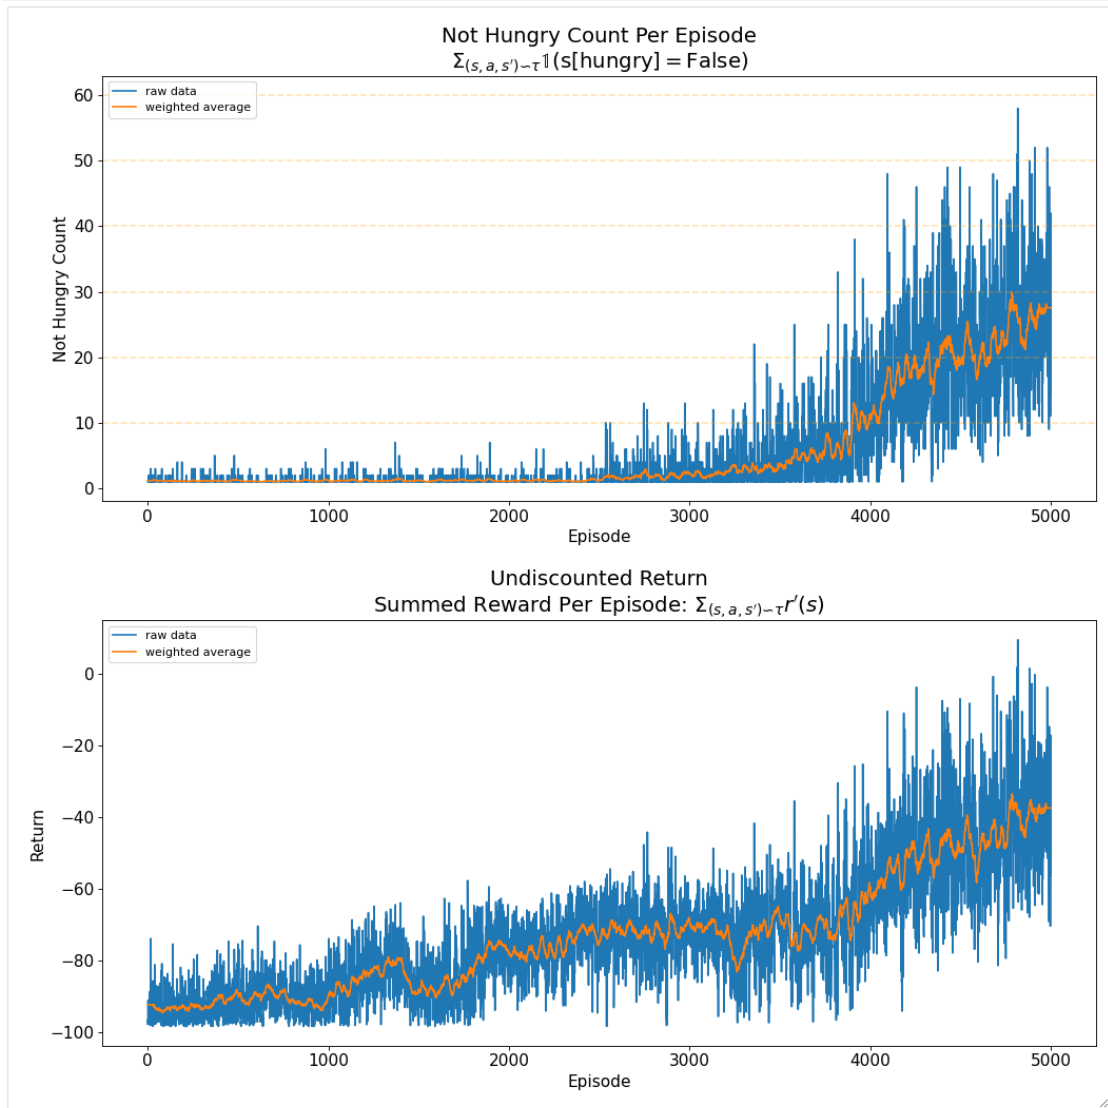 Not Hungry Count Per Episode
Σ(s, a, s′)∽τ𝟙(s[hungry] = False)
raw data
weighted average
60
50
40
30
20
10
0
Not Hungry Count
0 1000 2000 3000 4000 5000
Episode
Undiscounted Return
Summed Reward Per Episode: Σ(s, a, s′)∽τr′(s)
raw data
weighted average
0
−20
−40
−60
−80
−100
Return
0 1000 2000 3000 4000 5000
Episode